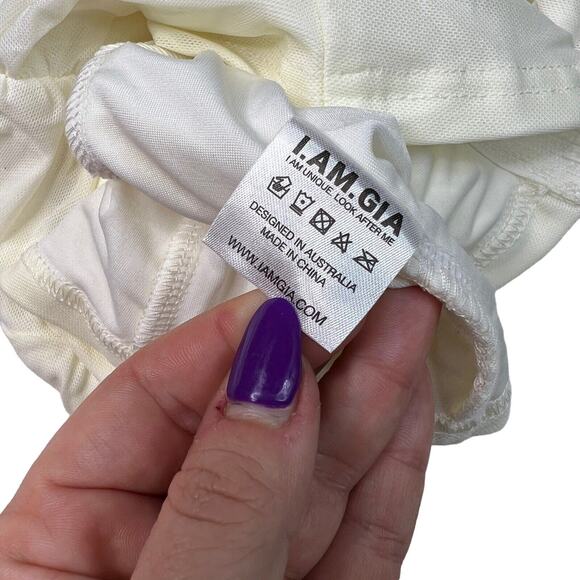 I.AM.GIA
I AM UNIQUE. LOOK AFTER ME
DESIGNED IN AUSTRALIA
MADE IN CHINA
WWW.IAMGIA.COM